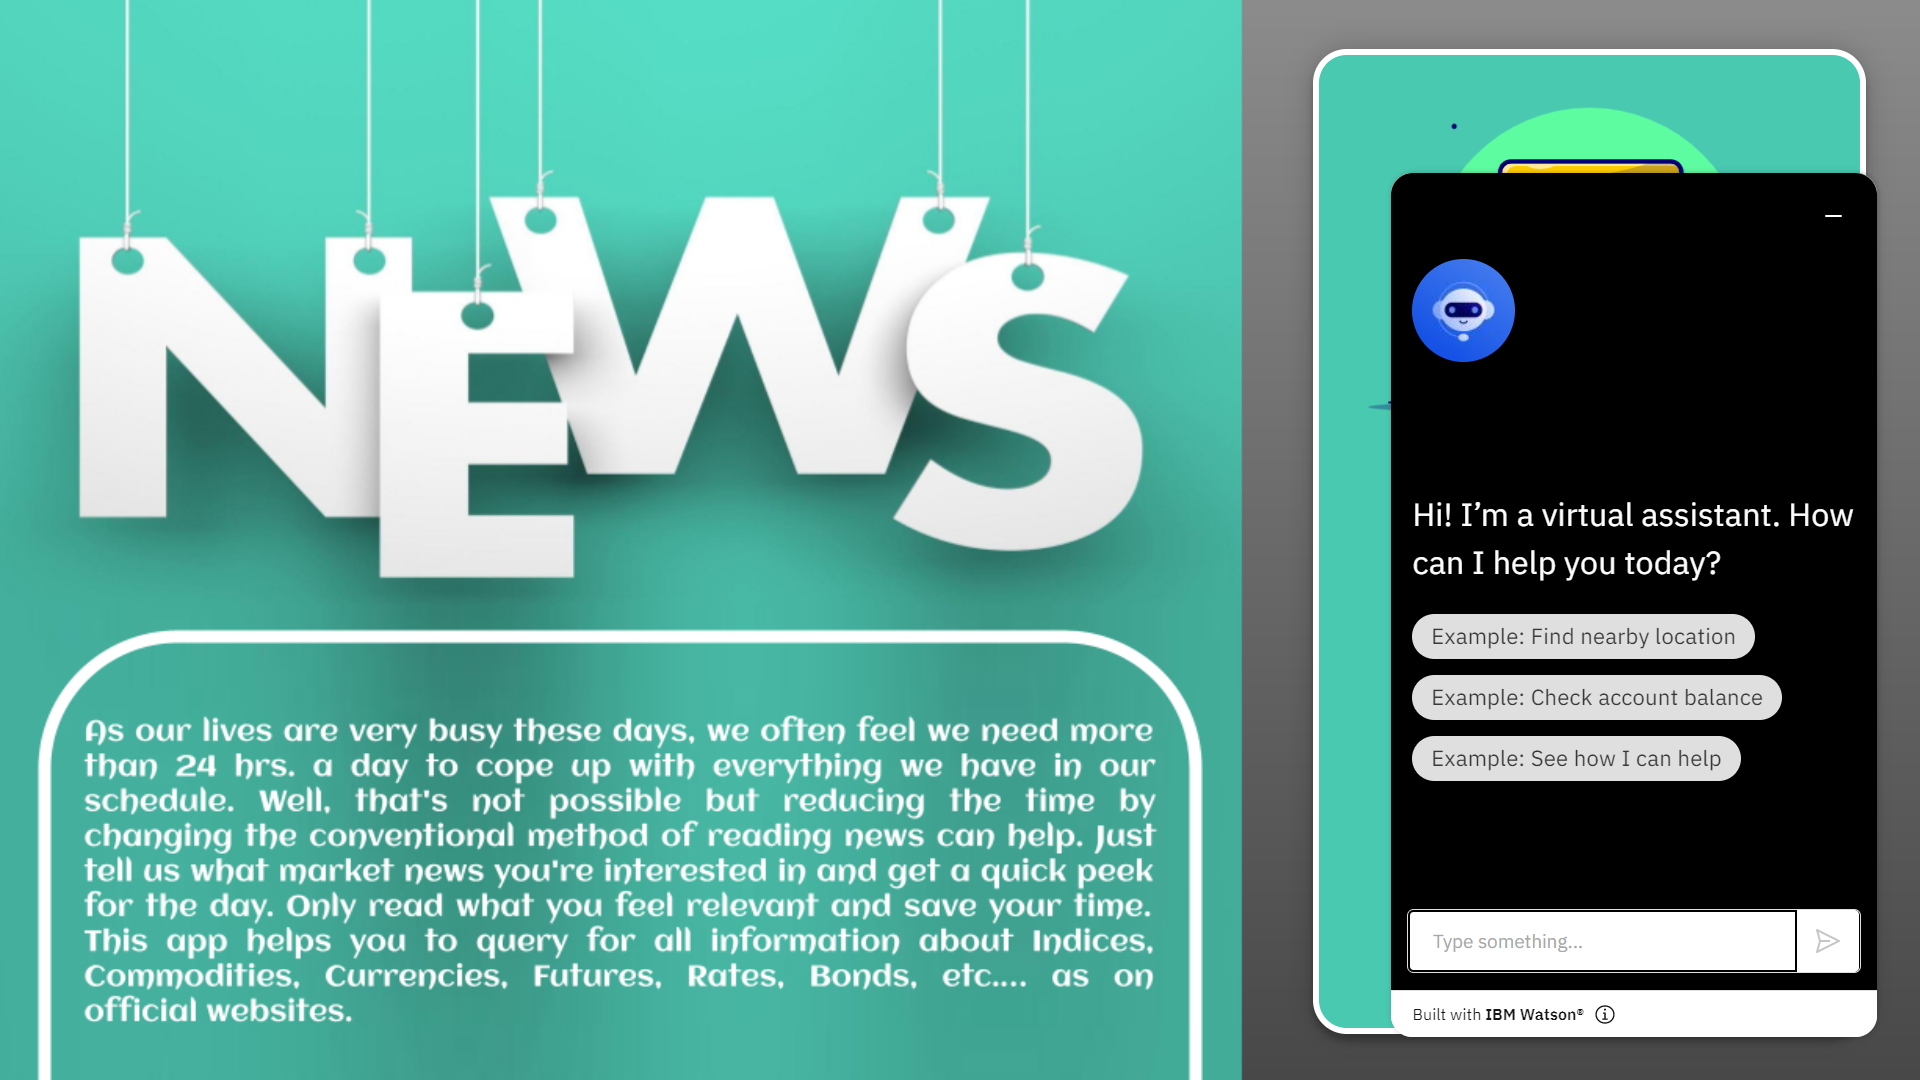 NEWS
As our lives are very busy these days, we often feel we need more
than 24 hrs. a day to cope up with everything we have in our
schedule. Well, that's not possible but reducing the time by
changing the conventional method of reading news can help. Just
tell us what market news you're interested in and get a quick peek
for the day. Only read what you feel relevant and save your time.
This app helps you to query for all information about Indices,
Commodities, Currencies, Futures, Rates, Bonds, etc.... as on
official websites.
Hi! I’m a virtual assistant. How
can I help you today?
Example: Find nearby location
Example: Check account balance
Example: See how I can help
Type something...
Built with IBM Watson®